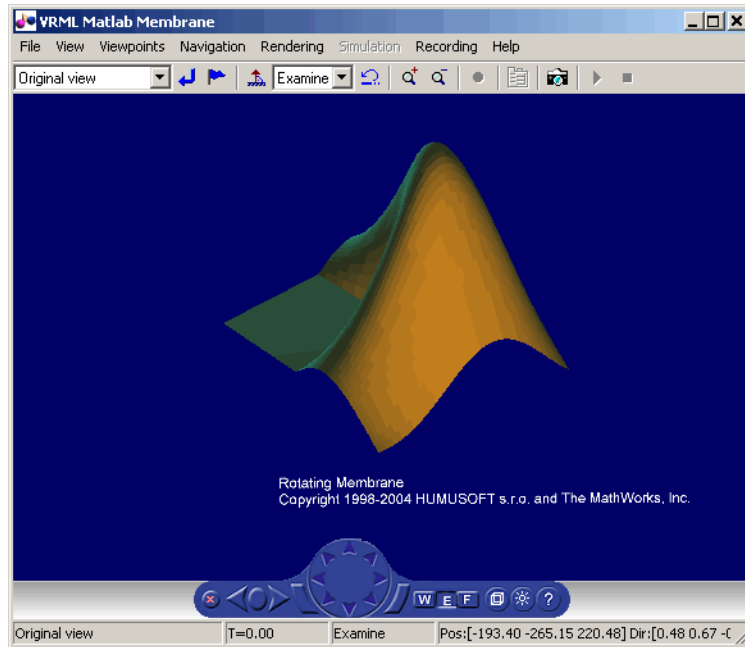 VRML Matlab Membrane
File View Viewpoints Navigation Rendering Simulation Recording Help
Original view Examine
Rotating Membrane
Copyright 1998-2004 HUMUSOFT s.r.o. and The MathWorks, Inc.
W E F ?
Original view T=0.00 Examine Pos:[-193.40 -265.15 220.48] Dir:[0.48 0.67 -0